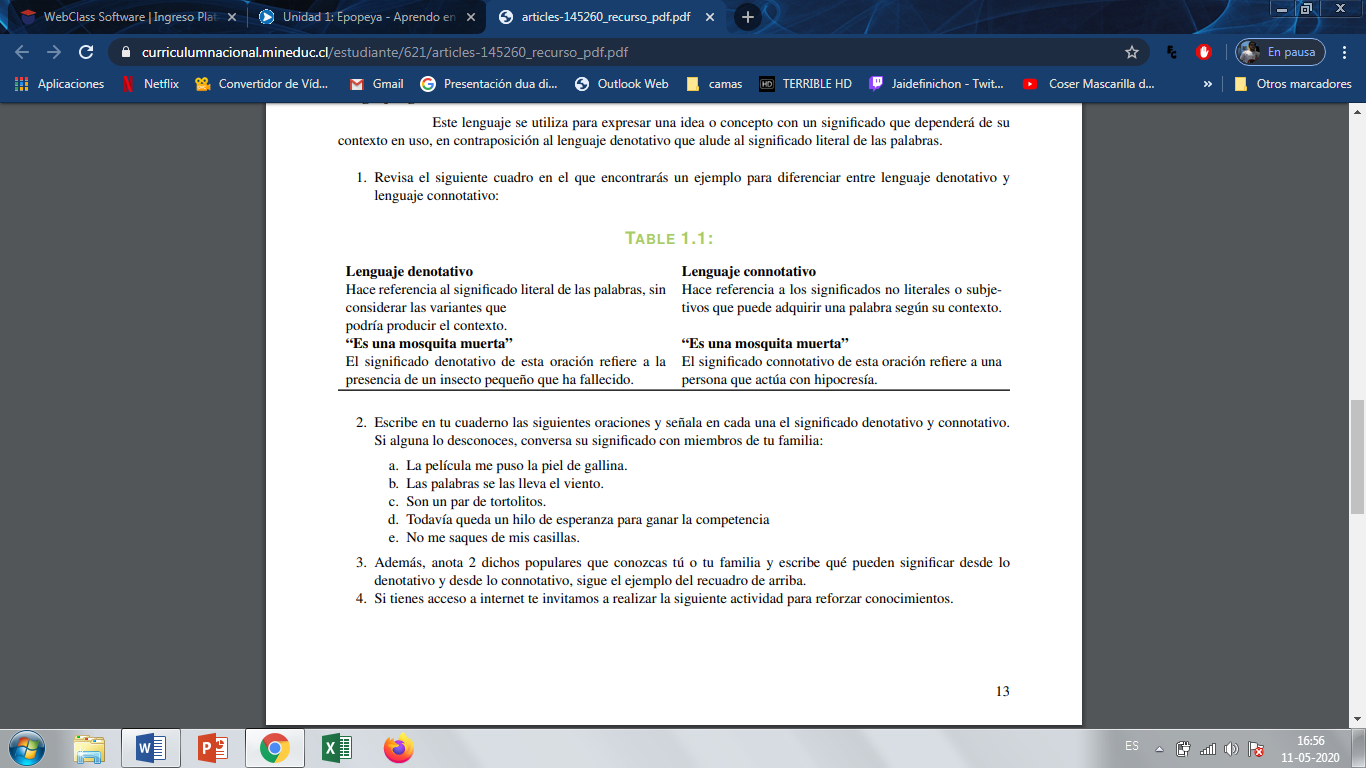 WebClass Software | Ingreso Plat
Unidad 1: Epopeya - Aprendo en
articles-145260_recurso_pdf.pdf
curriculumnacional.mineduc.cl/estudiante/621/articles-145260_recurso_pdf.pdf
En pausa
Aplicaciones
Netflix
Convertidor de Víd...
Gmail
Presentación dua di...
Outlook Web
camas
HD
TERRIBLE HD
Jaidefinichon - Twit...
Coser Mascarilla d...
»
Otros marcadores
Este lenguaje se utiliza para expresar una idea o concepto con un significado que dependerá de su
contexto en uso, en contraposición al lenguaje denotativo que alude al significado literal de las palabras.
1. Revisa el siguiente cuadro en el que encontrarás un ejemplo para diferenciar entre lenguaje denotativo y
lenguaje connotativo:
TABLE 1.1:
Lenguaje denotativo
Hace referencia al significado literal de las palabras, sin
considerar las variantes que
podría producir el contexto.
“Es una mosquita muerta”
El significado denotativo de esta oración refiere a la
presencia de un insecto pequeño que ha fallecido.
Lenguaje connotativo
Hace referencia a los significados no literales o subje-
tivos que puede adquirir una palabra según su contexto.
“Es una mosquita muerta”
El significado connotativo de esta oración refiere a una
persona que actúa con hipocresía.
2. Escribe en tu cuaderno las siguientes oraciones y señala en cada una el significado denotativo y connotativo.
Si alguna lo desconoces, conversa su significado con miembros de tu familia:
a. La película me puso la piel de gallina.
b. Las palabras se las lleva el viento.
c. Son un par de tortolitos.
d. Todavía queda un hilo de esperanza para ganar la competencia
e. No me saques de mis casillas.
3. Además, anota 2 dichos populares que conozcas tú o tu familia y escribe qué pueden significar desde lo
denotativo y desde lo connotativo, sigue el ejemplo del recuadro de arriba.
4. Si tienes acceso a internet te invitamos a realizar la siguiente actividad para reforzar conocimientos.
13
ES
16:56
11-05-2020